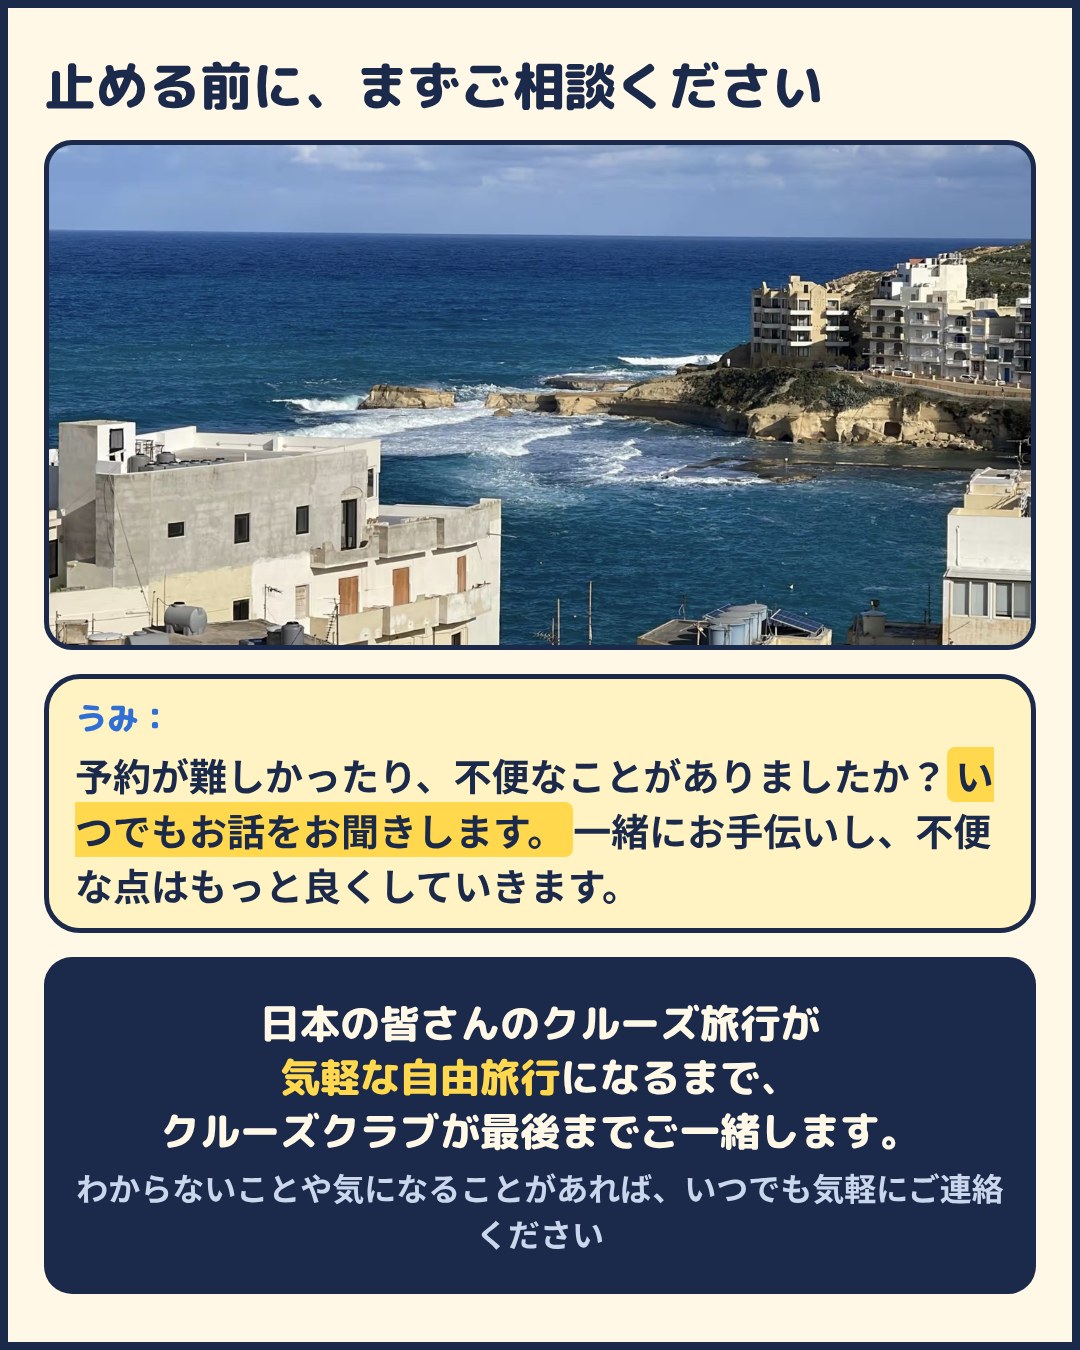 止める前に、まずご相談ください
うみ：
予約が難しかったり、不便なことがありましたか？い
つでもお話をお聞きします。一緒にお手伝いし、不便
な点はもっと良くしていきます。
日本の皆さんのクルーズ旅行が
気軽な自由旅行になるまで、
クルーズクラブが最後までご一緒します。
わからないことや気になることがあれば、いつでも気軽にご連絡
ください